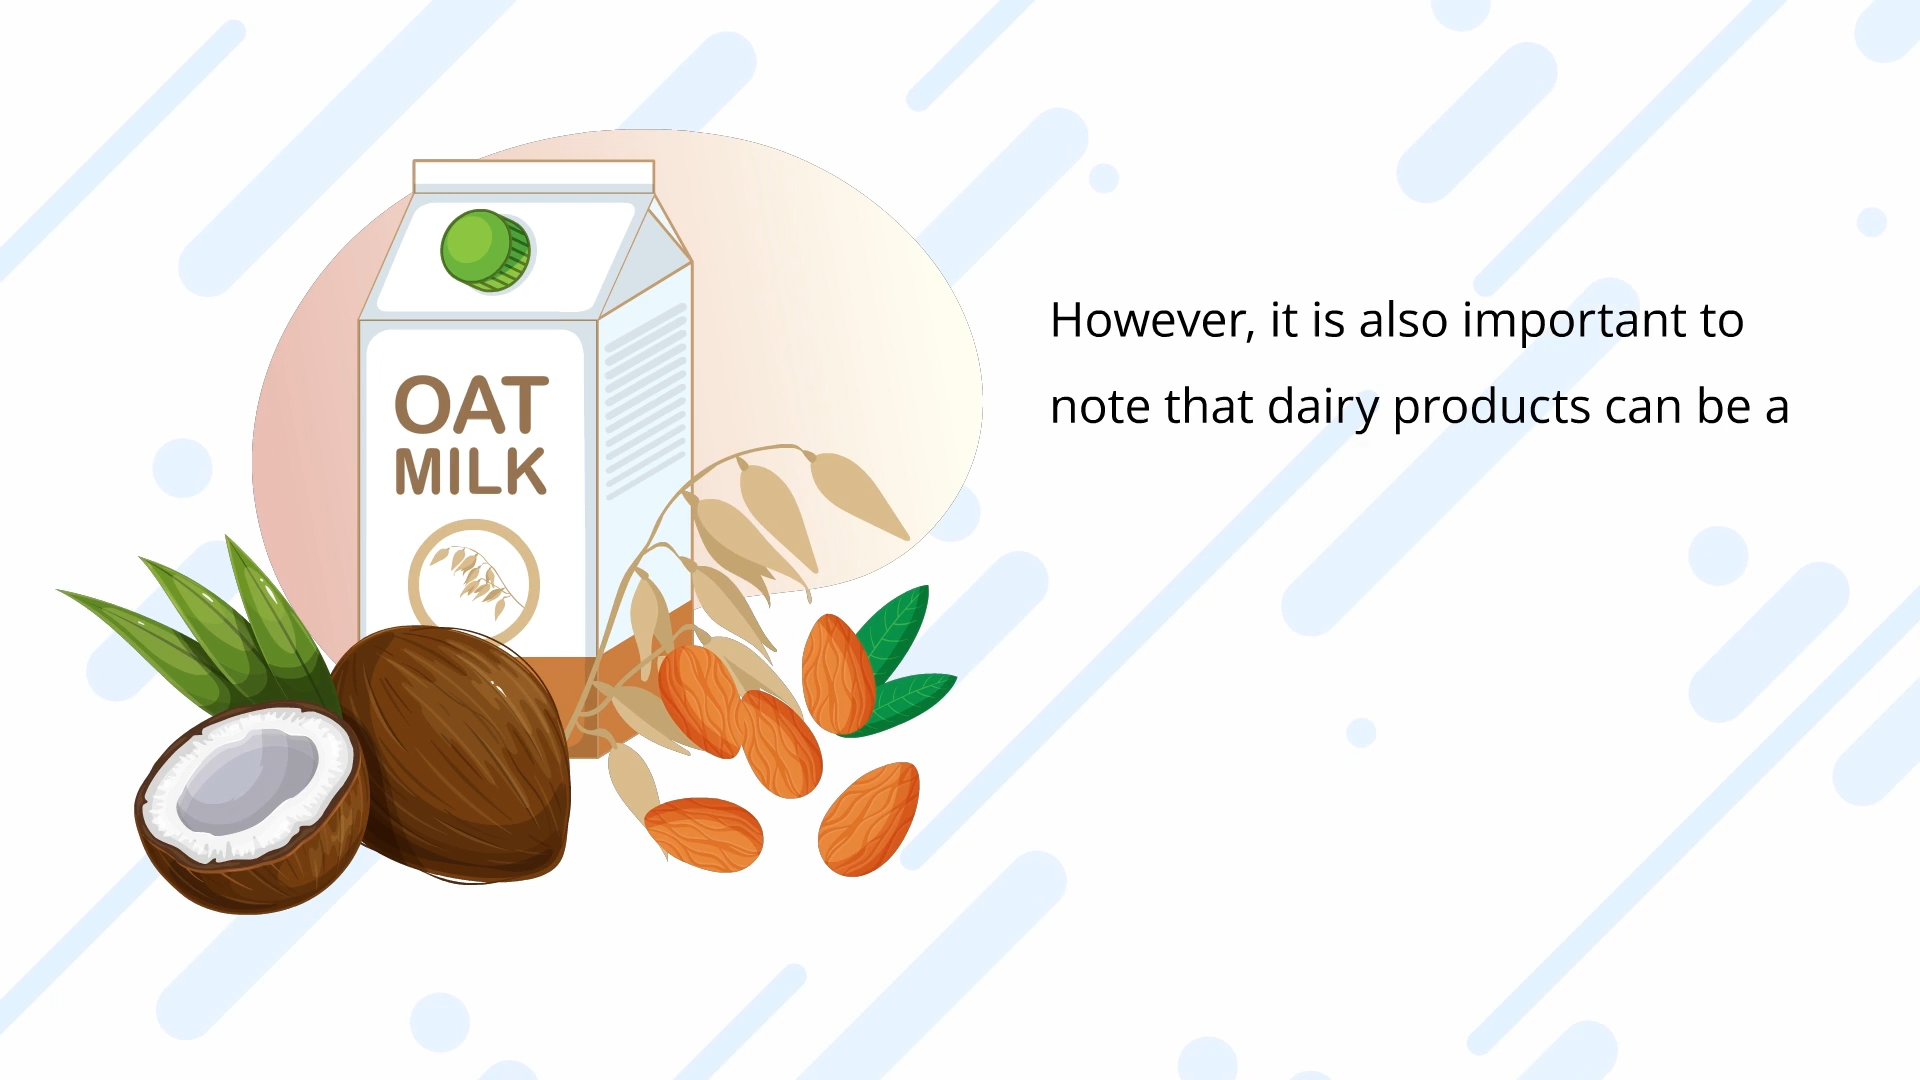 OAT
MILK
However, it is also important to
note that dairy products can be a